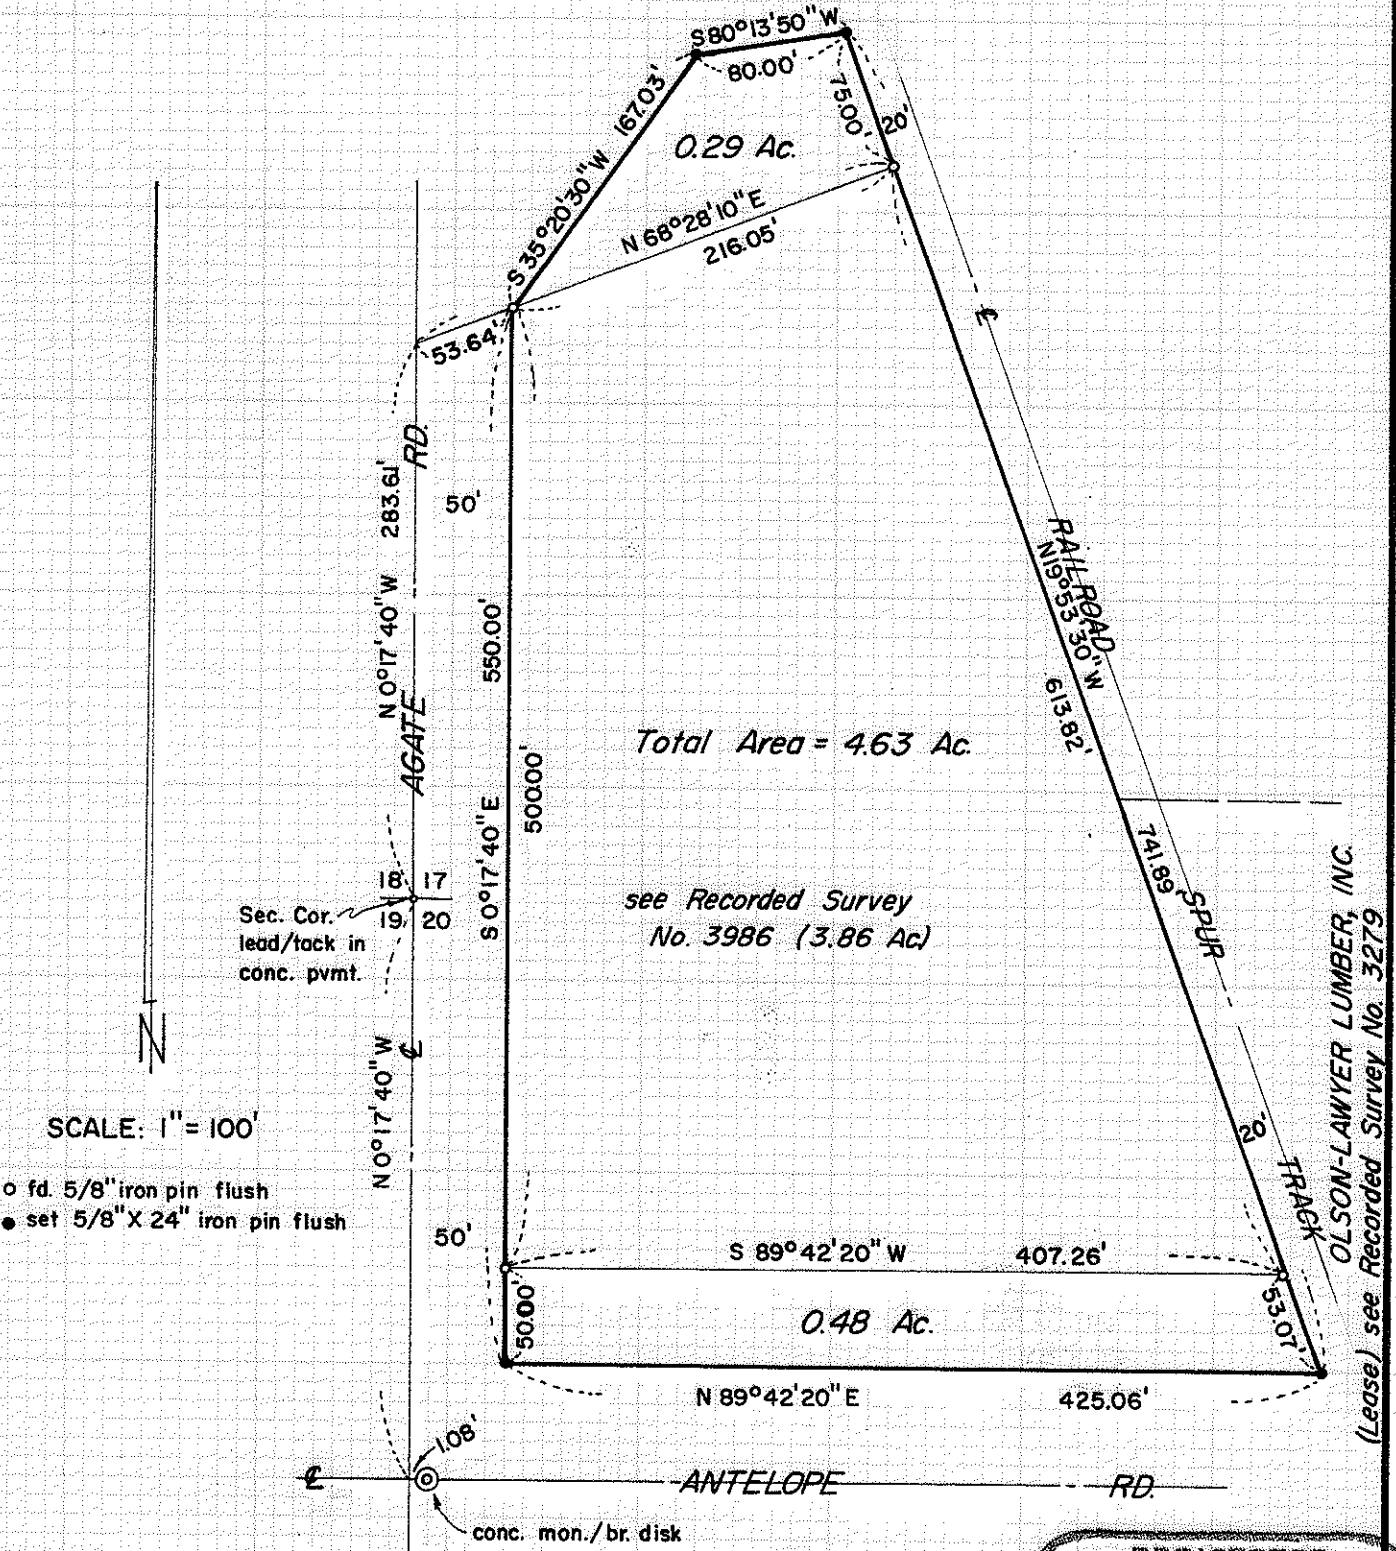 S 80°13'50" W
80.00'
75.00'
20'
S 35°20'30" W 167.03'
0.29 Ac.
N 68°28'10" E
216.05'
53.64'
℄
N 0°17'40" W 283.61'
AGATE RD.
50'
550.00'
S 0°17'40" E
500.00'
RAILROAD SPUR TRACK
N19°53'30" W
613.82'
741.89'
Total Area = 4.63 Ac.
see Recorded Survey
No. 3986 (3.86 Ac)
18 17
19 20
Sec. Cor.
lead/tack in
conc. pvmt.
N
N 0°17'40" W
℄
SCALE: 1" = 100'
fd. 5/8" iron pin flush
set 5/8" X 24" iron pin flush
50'
20'
OLSON-LAWYER LUMBER, INC.
(Lease) see Recorded Survey No. 3279
S 89°42'20" W 407.26'
50.00'
0.48 Ac.
53.07'
N 89°42'20" E 425.06'
1.08'
℄ ANTELOPE RD.
conc. mon./br. disk